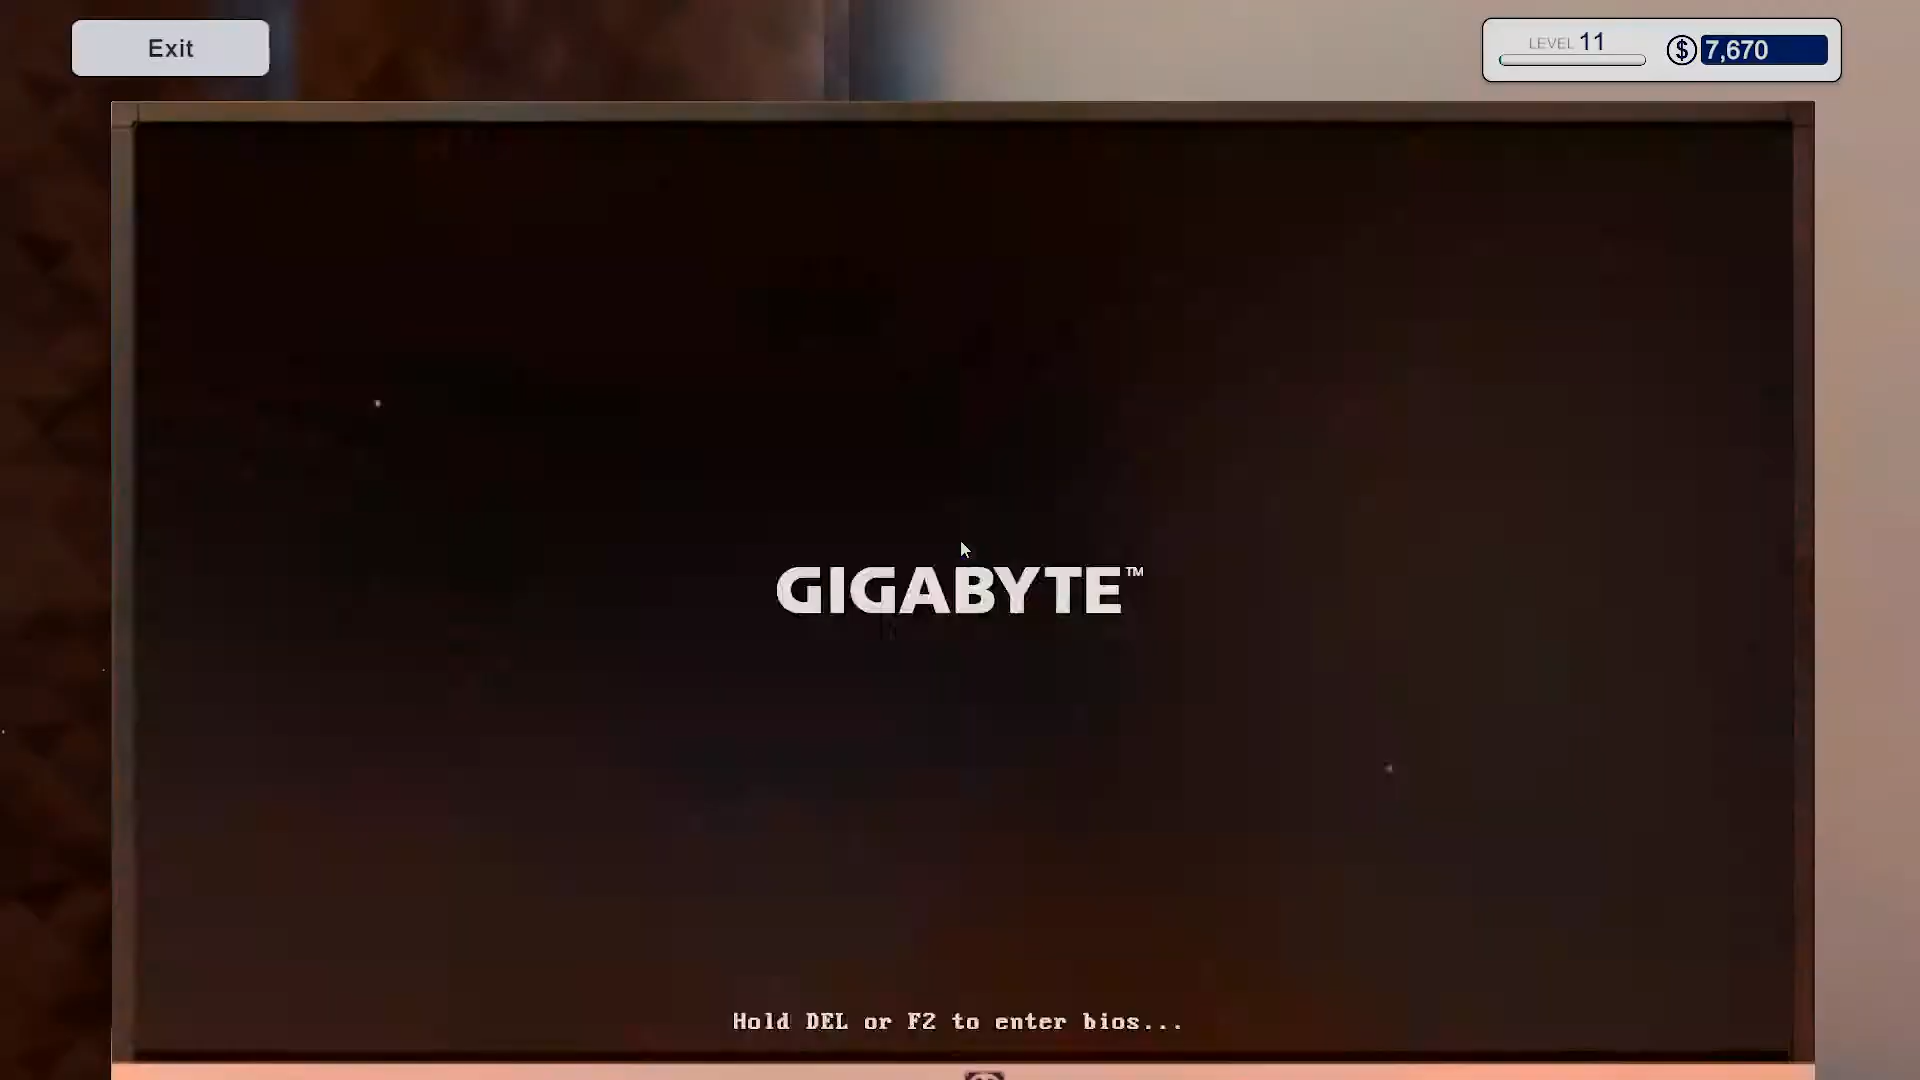 Exit
LEVEL 11
$ 7,670
GIGABYTE™
Hold DEL or F2 to enter bios...